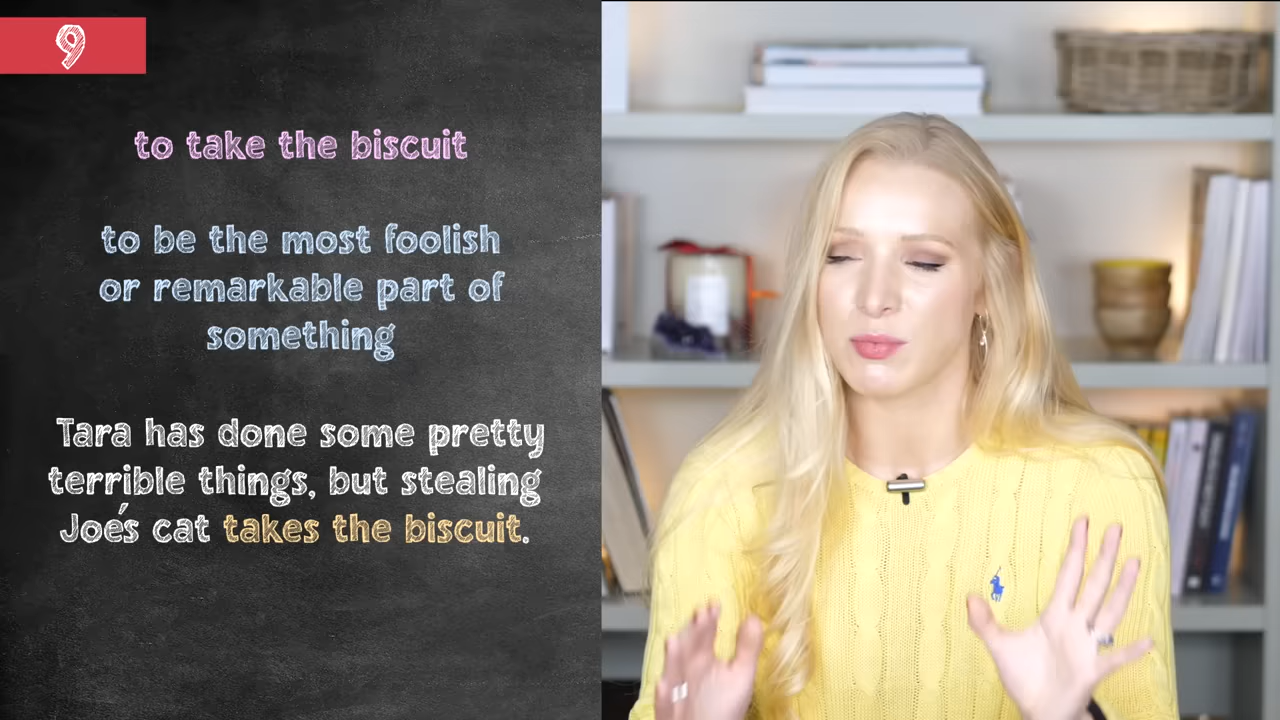 9
to take the biscuit
to be the most foolish
or remarkable part of
something
Tara has done some pretty
terrible things, but stealing
Joe's cat takes the biscuit.